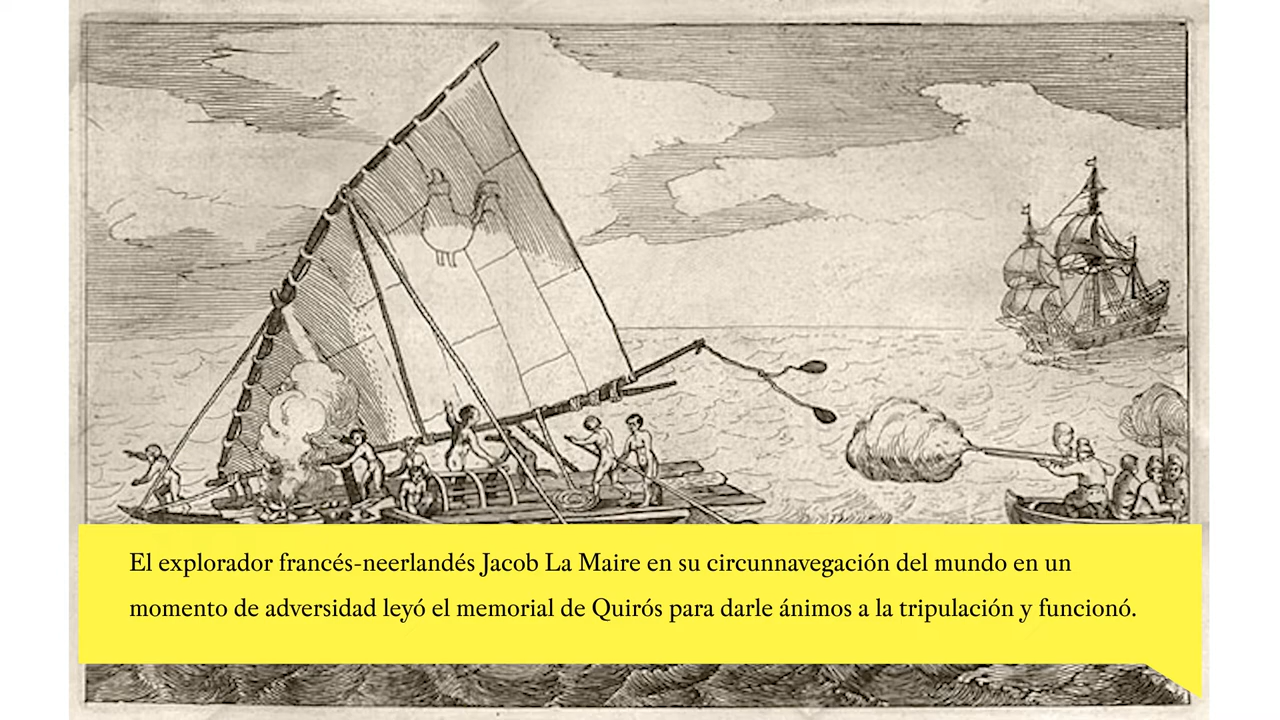 El explorador francés-neerlandés Jacob La Maire en su circunnavegación del mundo en un
momento de adversidad leyó el memorial de Quirós para darle ánimos a la tripulación y funcionó.